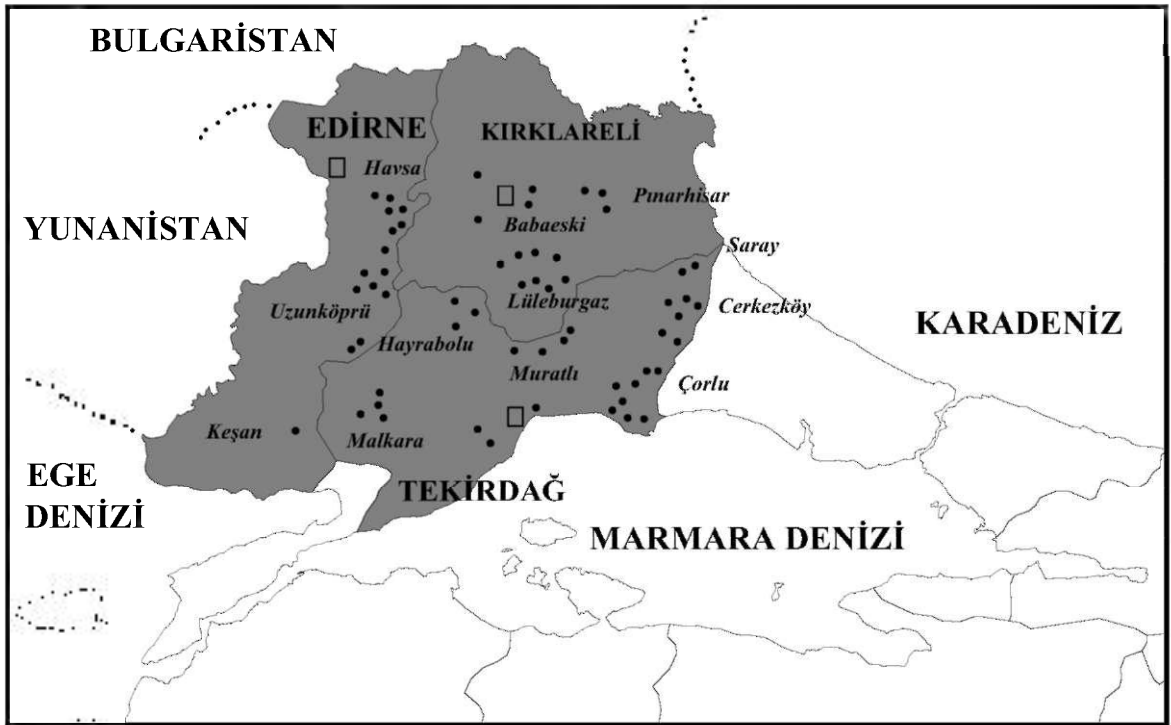 BULGARİSTAN
EDİRNE
KIRKLARELİ
Havsa
Pınarhisar
YUNANİSTAN
Babaeski
Saray
Uzunköprü
Lüleburgaz
Cerkezköy
KARADENİZ
Hayrabolu
Muratlı
Çorlu
Keşan
Malkara
EGE
DENİZİ
TEKİRDAĞ
MARMARA DENİZİ